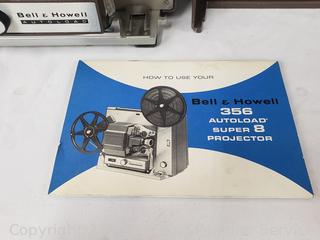 Bell & Howell
AUTOLOAD
HOW TO USE YOUR
Bell & Howell
356
AUTOLOAD®
SUPER 8
PROJECTOR